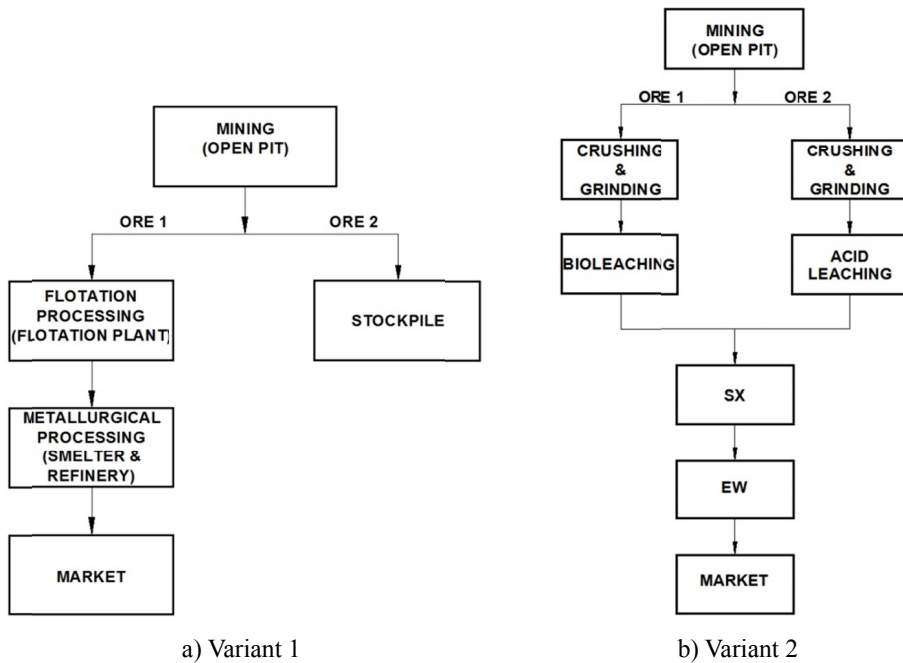 MINING
(OPEN PIT)
ORE 1
ORE 2
FLOTATION
PROCESSING
(FLOTATION PLANT)
STOCKPILE
METALLURGICAL
PROCESSING
(SMELTER &
REFINERY)
MARKET
a) Variant 1
MINING
(OPEN PIT)
ORE 1
ORE 2
CRUSHING
&
GRINDING
CRUSHING
&
GRINDING
BIOLEACHING
ACID
LEACHING
SX
EW
MARKET
b) Variant 2